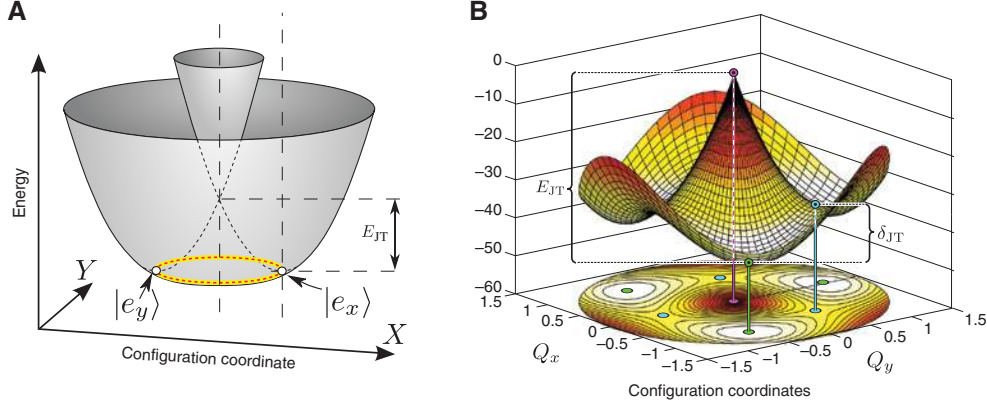 A
Energy
E_JT
Y
|e_y⟩
|e_x⟩
X
Configuration coordinate
B
0
−10
−20
−30
−40
−50
−60
E_JT
δ_JT
1.5
1
0.5
0
−0.5
−1
−1.5
Q_x
−1.5
−1
−0.5
0
0.5
1
1.5
Q_y
Configuration coordinates